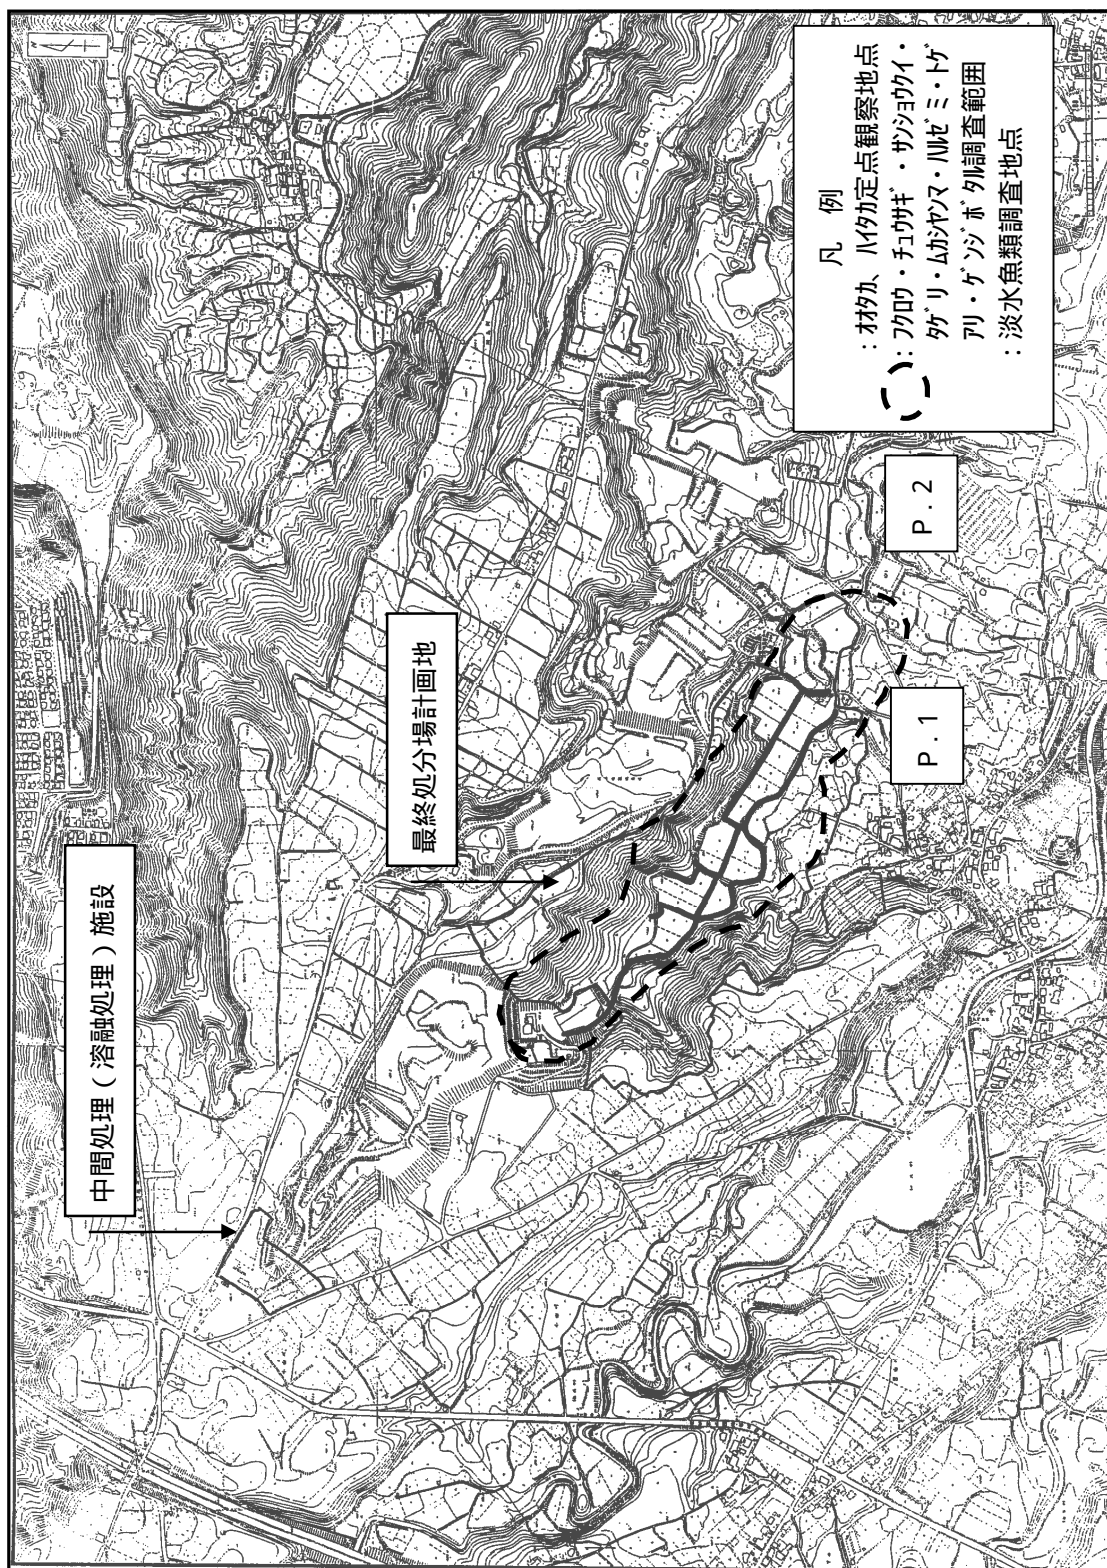 中間処理（溶融処理）施設
最終処分場計画地
P．1
P．2
凡　例
：ｵｵﾀｶ、ﾊｲﾀｶ定点観察地点
：ﾌｸﾛｳ・ﾁｭｳｻｷﾞ・ｻﾝｼｮｳｸｲ・
ﾀｹﾞﾘ・ﾑｶｼﾔﾝﾏ・ﾊﾙｾﾞﾐ・ﾄｹﾞ
ｱﾘ・ｹﾞﾝｼﾞﾎﾞﾀﾙ調査範囲
：淡水魚類調査地点